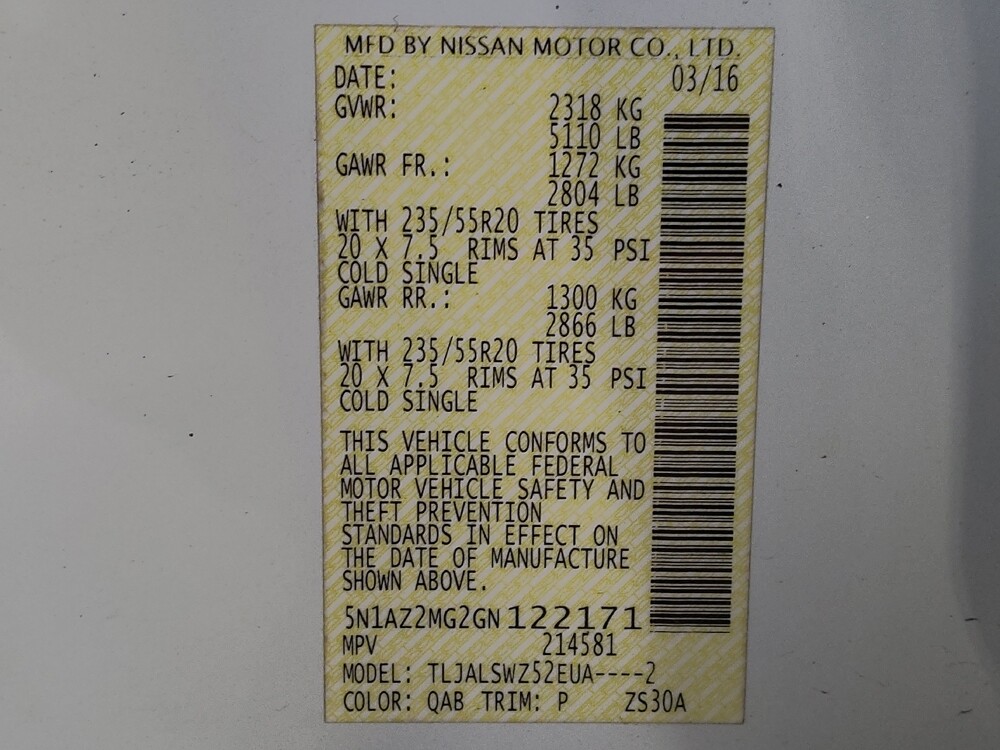 MFD BY NISSAN MOTOR CO., LTD.
DATE: 03/16
GVWR: 2318 KG
5110 LB
GAWR FR.: 1272 KG
2804 LB
WITH 235/55R20 TIRES
20 X 7.5 RIMS AT 35 PSI
COLD SINGLE
GAWR RR.: 1300 KG
2866 LB
WITH 235/55R20 TIRES
20 X 7.5 RIMS AT 35 PSI
COLD SINGLE
THIS VEHICLE CONFORMS TO
ALL APPLICABLE FEDERAL
MOTOR VEHICLE SAFETY AND
THEFT PREVENTION
STANDARDS IN EFFECT ON
THE DATE OF MANUFACTURE
SHOWN ABOVE.
5N1AZ2MG2GN122171
MPV 214581
MODEL: TLJALSWZ52EUA----2
COLOR: QAB TRIM: P ZS30A